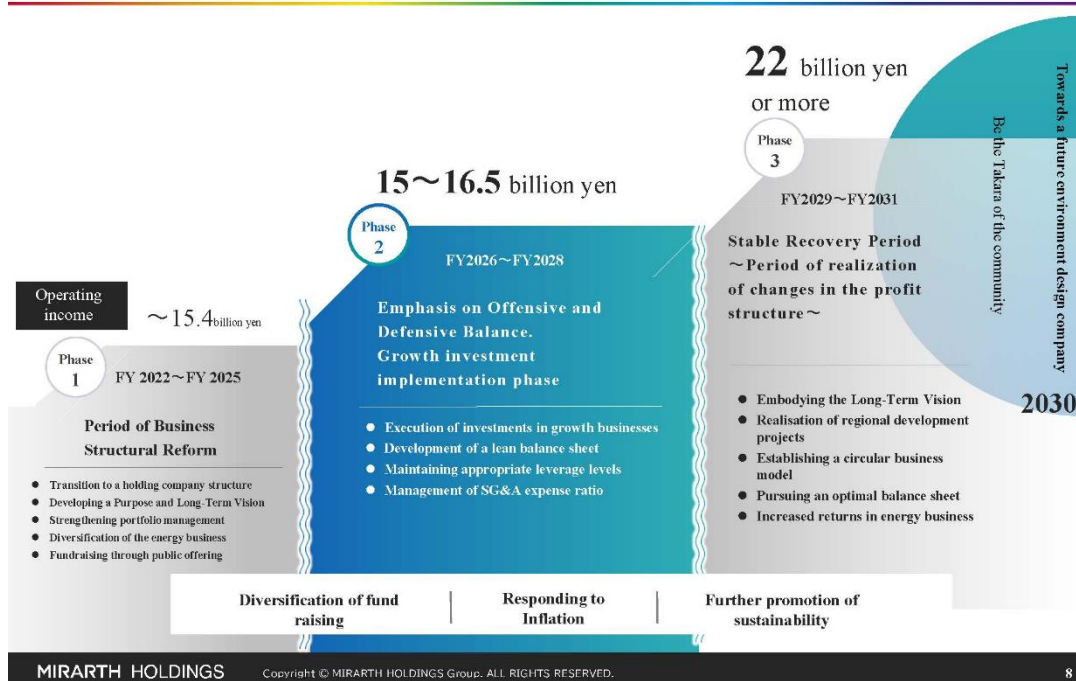 Operating
income
~15.4billion yen
Phase
1
FY 2022~FY 2025
Period of Business
Structural Reform
● Transition to a holding company structure
● Developing a Purpose and Long-Term Vision
● Strengthening portfolio management
● Diversification of the energy business
● Fundraising through public offering
15~16.5 billion yen
Phase
2
FY2026~FY2028
Emphasis on Offensive and
Defensive Balance.
Growth investment
implementation phase
● Execution of investments in growth businesses
● Development of a lean balance sheet
● Maintaining appropriate leverage levels
● Management of SG&A expense ratio
22 billion yen
or more
Phase
3
FY2029~FY2031
Stable Recovery Period
~Period of realization
of changes in the profit
structure~
● Embodying the Long-Term Vision
● Realisation of regional development
projects
● Establishing a circular business
model
● Pursuing an optimal balance sheet
● Increased returns in energy business
Towards a future environment design company
Be the Takara of the community
2030
Diversification of fund
raising
Responding to
Inflation
Further promotion of
sustainability
MIRARTH HOLDINGS
Copyright © MIRARTH HOLDINGS Group. ALL RIGHTS RESERVED.
8